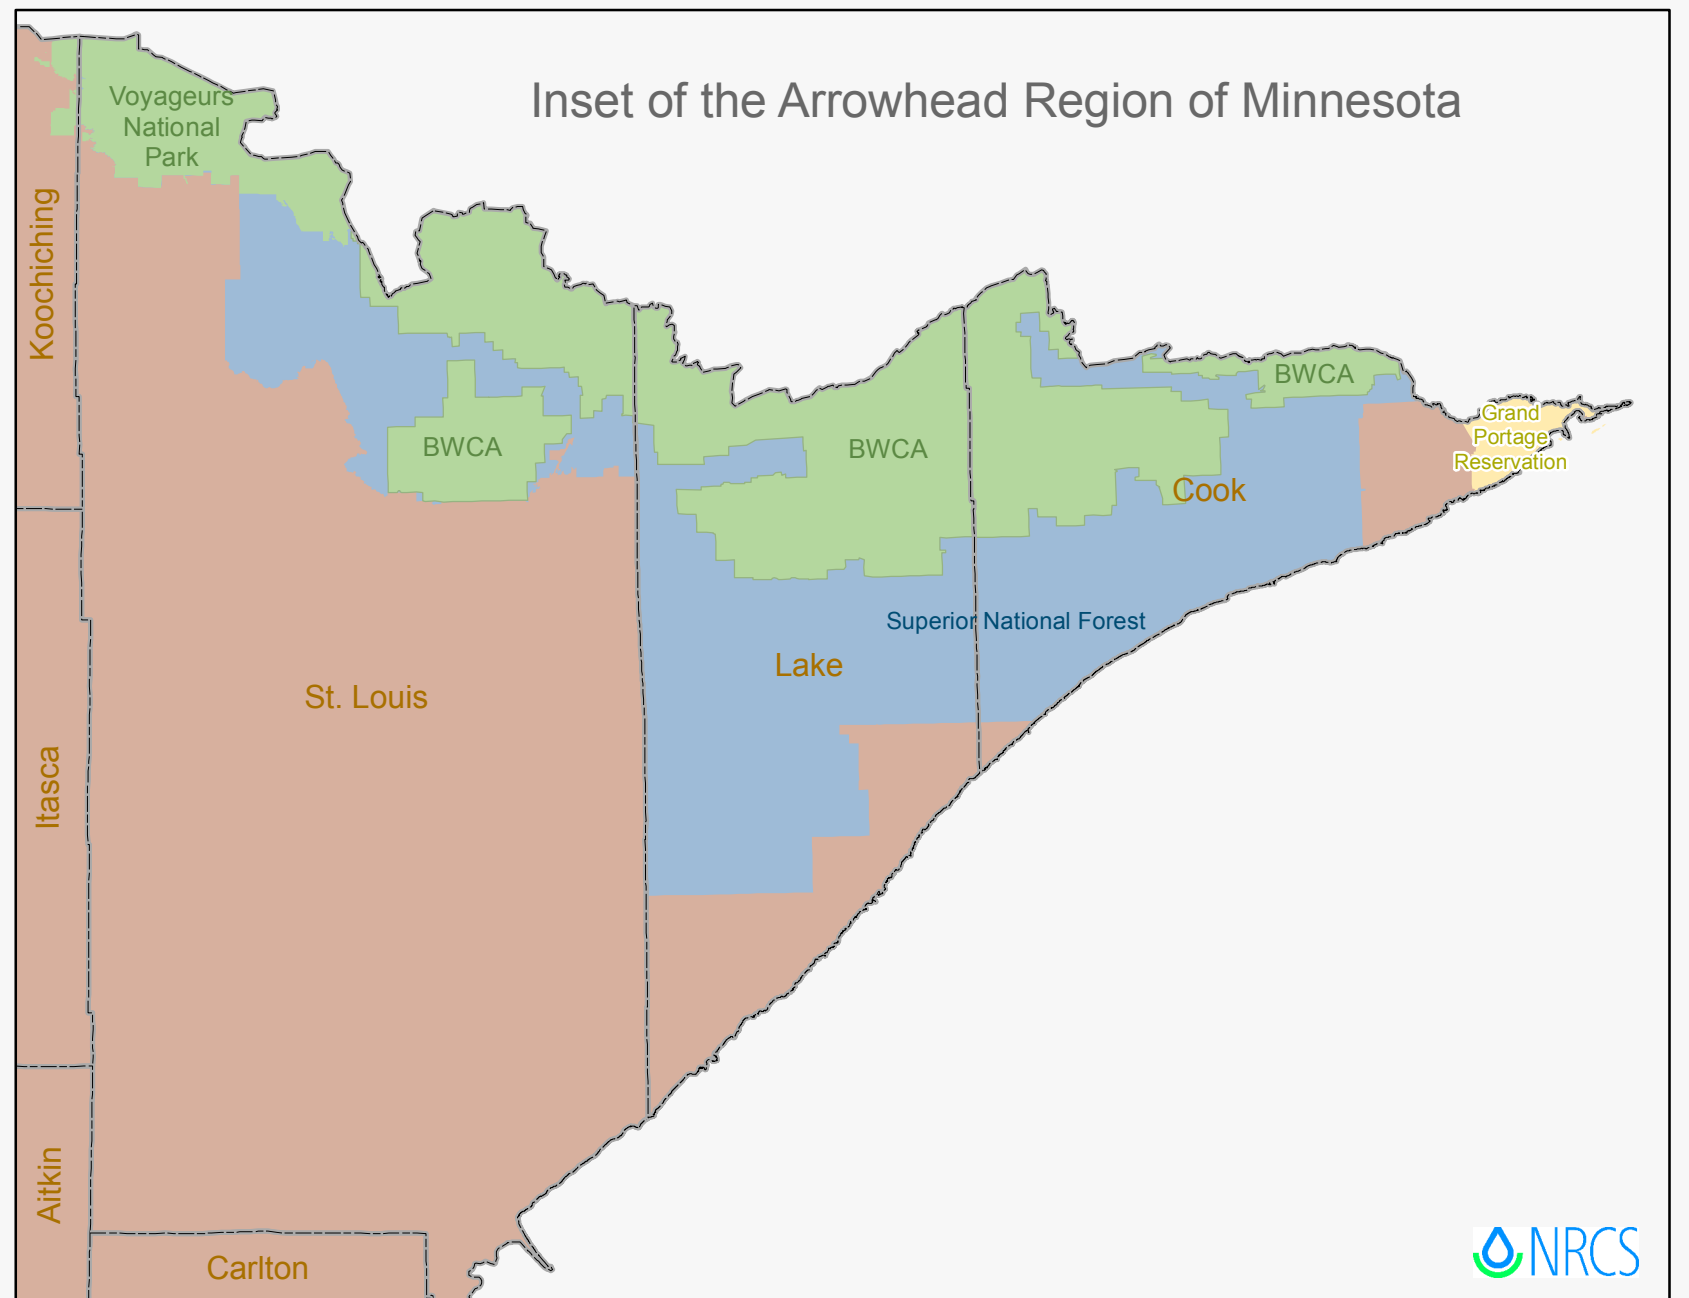 Inset of the Arrowhead Region of Minnesota
Voyageurs
National
Park
Koochiching
BWCA
Grand
Portage
Reservation
BWCA
BWCA
Cook
Superior National Forest
Lake
St. Louis
Itasca
Aitkin
Carlton
NRCS